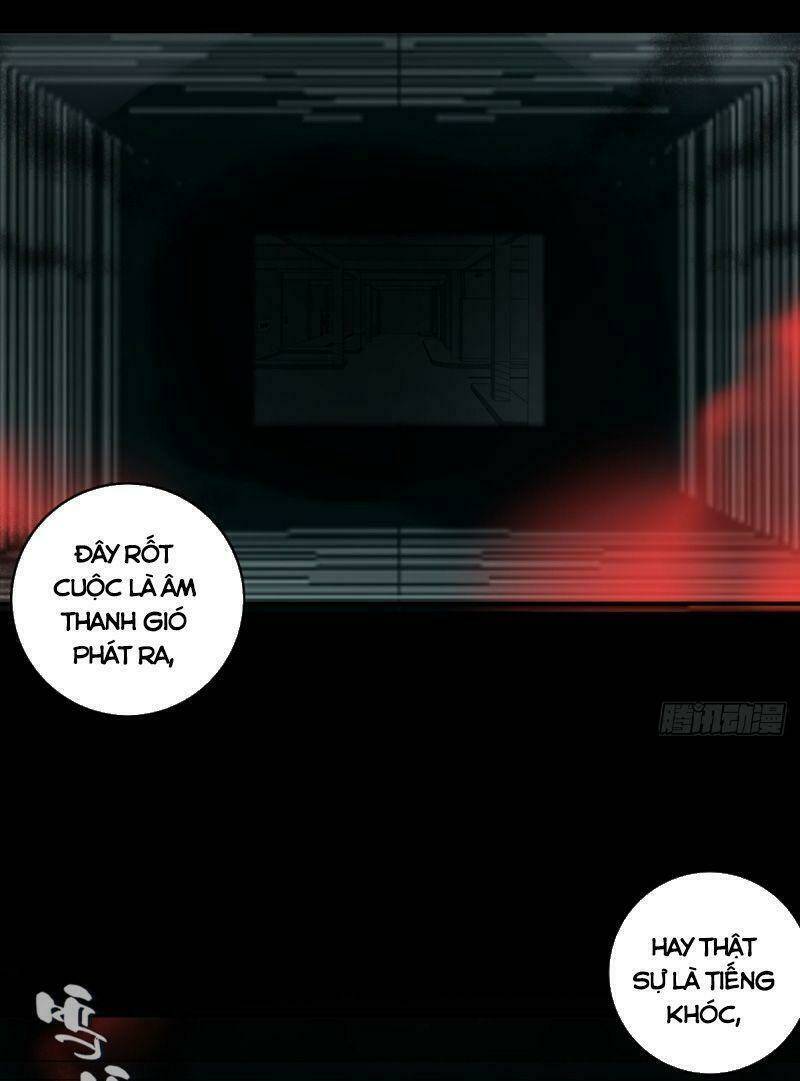 ĐÂY RỐT
CUỘC LÀ ÂM
THANH GIÓ
PHÁT RA,
腾讯动漫
HAY THẬT
SỰ LÀ TIẾNG
KHÓC,